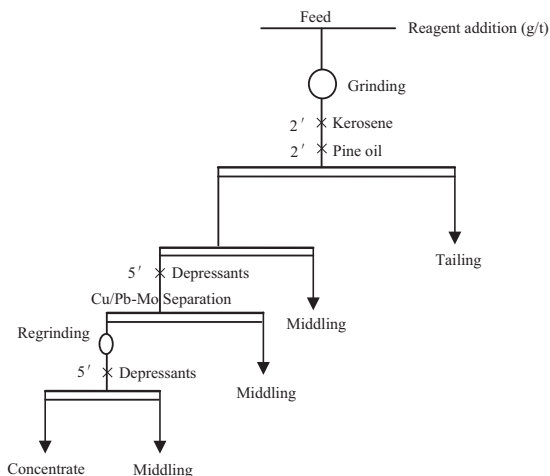 Feed
Reagent addition (g/t)
Grinding
2′ Kerosene
2′ Pine oil
Tailing
5′ Depressants
Cu/Pb-Mo Separation
Middling
Regrinding
5′ Depressants
Middling
Concentrate
Middling